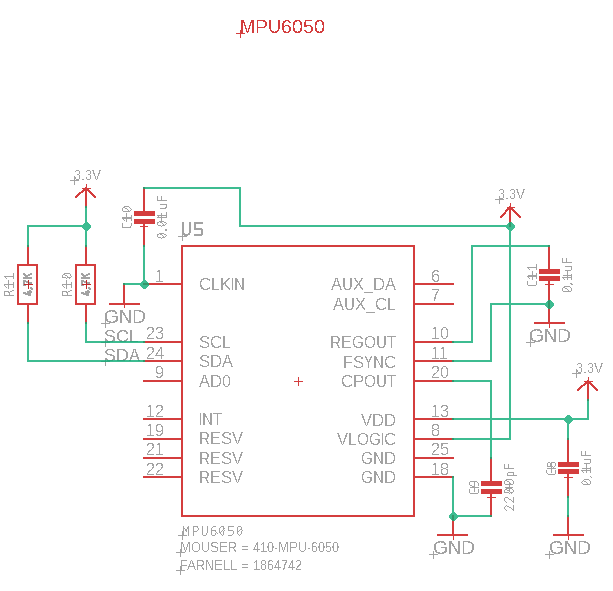 MPU6050
3.3V
3.3V
C10
0.01uF
U5
R11
4.7K
R10
4.7K
C11
0.1uF
1
CLKIN
AUX_DA
6
AUX_CL
7
GND
SCL
23
SCL
REGOUT
10
GND
SDA
24
SDA
FSYNC
11
9
AD0
CPOUT
20
3.3V
12
INT
VDD
13
19
RESV
VLOGIC
8
21
RESV
GND
25
22
RESV
GND
18
C9
2200pF
C8
0.1uF
MPU6050
MOUSER = 410-MPU-6050
FARNELL = 1864742
GND
GND